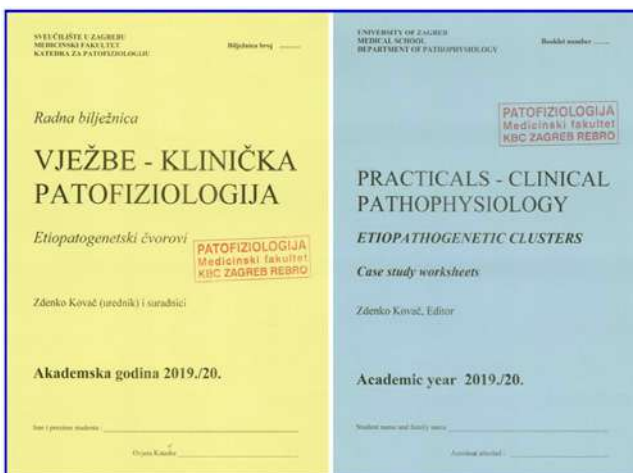 SVEUČILIŠTE U ZAGREBU
MEDICINSKI FAKULTET
KATEDRA ZA PATOFIZIOLOGIJU
Bilježnica broj ........
Radna bilježnica
VJEŽBE - KLINIČKA
PATOFIZIOLOGIJA
Etiopatogenetski čvorovi
PATOFIZIOLOGIJA
Medicinski fakultet
KBC ZAGREB REBRO
Zdenko Kovač (urednik) i suradnici
Akademska godina 2019./20.
Ime i prezime studenta :
Ovjera Katedre
UNIVERSITY OF ZAGREB
MEDICAL SCHOOL
DEPARTMENT OF PATHOPHYSIOLOGY
Booklet number ......
PATOFIZIOLOGIJA
Medicinski fakultet
KBC ZAGREB REBRO
PRACTICALS - CLINICAL
PATHOPHYSIOLOGY
ETIOPATHOGENETIC CLUSTERS
Case study worksheets
Zdenko Kovač, Editor
Academic year 2019./20.
Student name and family name
attested :